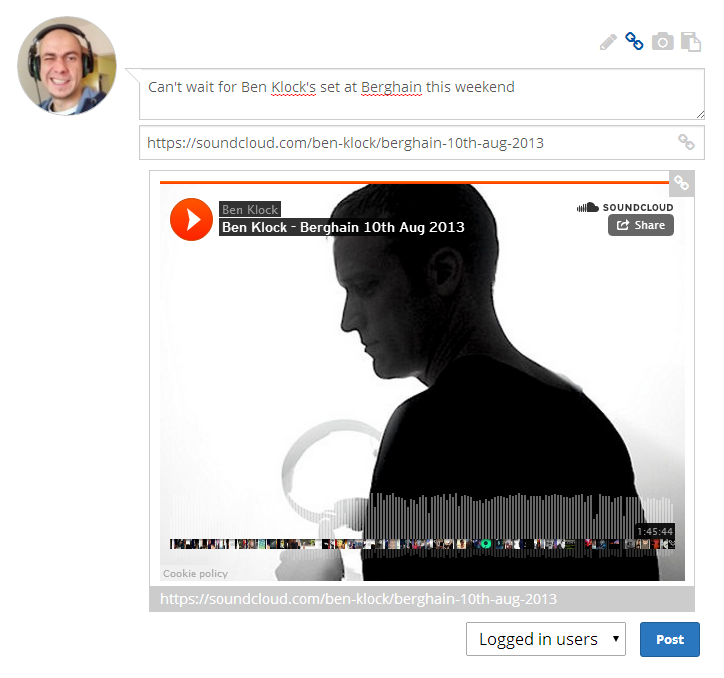 Can't wait for Ben Klock's set at Berghain this weekend
https://soundcloud.com/ben-klock/berghain-10th-aug-2013
Ben Klock
SOUNDCLOUD
Ben Klock - Berghain 10th Aug 2013
Share
1:45:44
Cookie policy
https://soundcloud.com/ben-klock/berghain-10th-aug-2013
Logged in users
Post